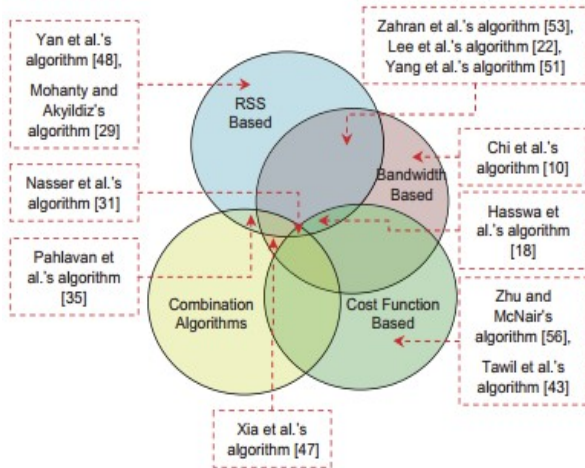 Yan et al.'s
algorithm [48],
Mohanty and
Akyildiz's
algorithm [29]
Zahran et al.'s algorithm [53],
Lee et al.'s algorithm [22],
Yang et al.'s algorithm [51]
RSS
Based
Bandwidth
Based
Chi et al.'s
algorithm
[10]
Nasser et al.'s
algorithm
[31]
Hasswa et
al.'s algorithm
[18]
Pahlavan et
al.'s algorithm
[35]
Combination
Algorithms
Cost Function
Based
Zhu and
McNair's
algorithm [56],
Tawil et al.'s
algorithm [43]
Xia et al.'s
algorithm [47]